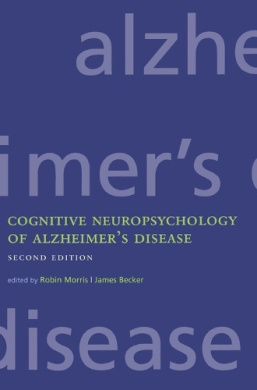 alzhe
imer's
COGNITIVE NEUROPSYCHOLOGY
OF ALZHEIMER'S DISEASE
SECOND EDITION
edited by Robin Morris | James Becker
disease